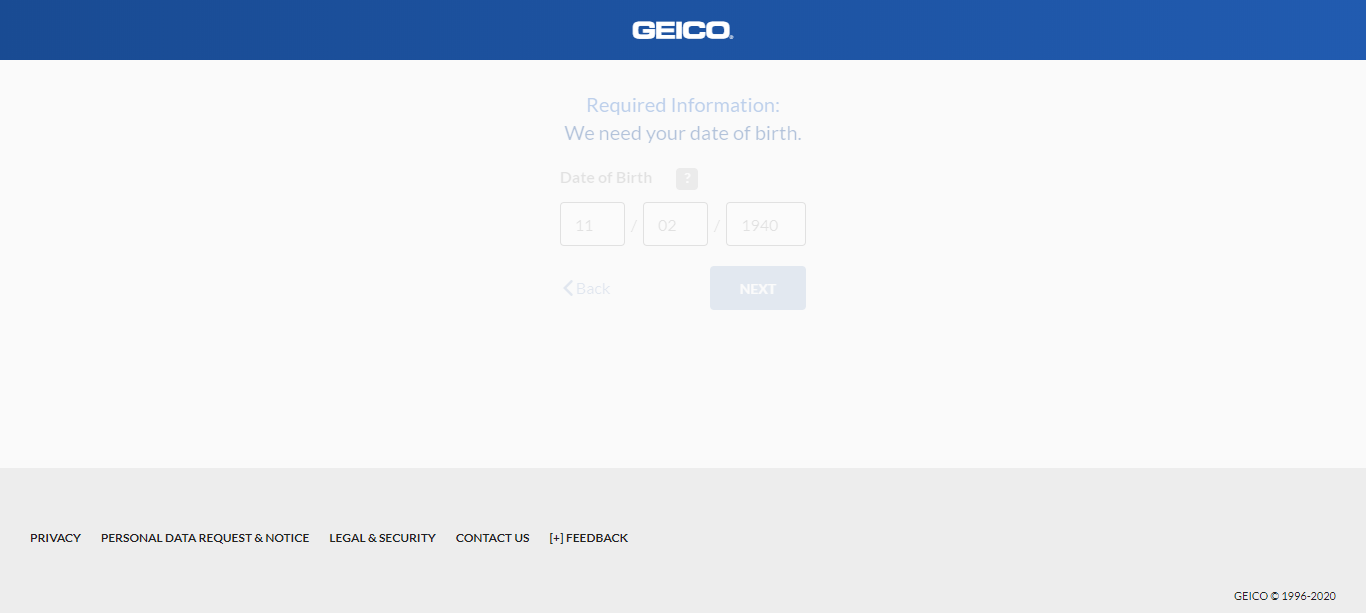 GEICO
Required Information:
We need your date of birth.
Date of Birth ?
11 / 02 / 1940
Back NEXT
PRIVACY PERSONAL DATA REQUEST & NOTICE LEGAL & SECURITY CONTACT US [+] FEEDBACK
GEICO © 1996-2020